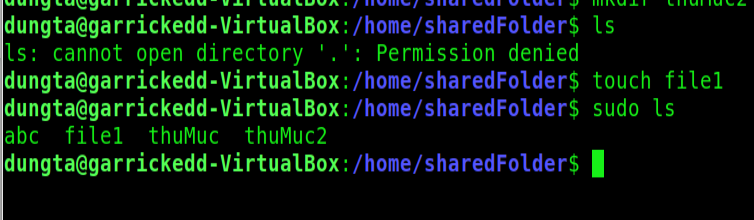 dungta@garrickedd-VirtualBox:/home/sharedFolder$ mkdir thuMuc2
dungta@garrickedd-VirtualBox:/home/sharedFolder$ ls
ls: cannot open directory '.': Permission denied
dungta@garrickedd-VirtualBox:/home/sharedFolder$ touch file1
dungta@garrickedd-VirtualBox:/home/sharedFolder$ sudo ls
abc  file1  thuMuc  thuMuc2
dungta@garrickedd-VirtualBox:/home/sharedFolder$